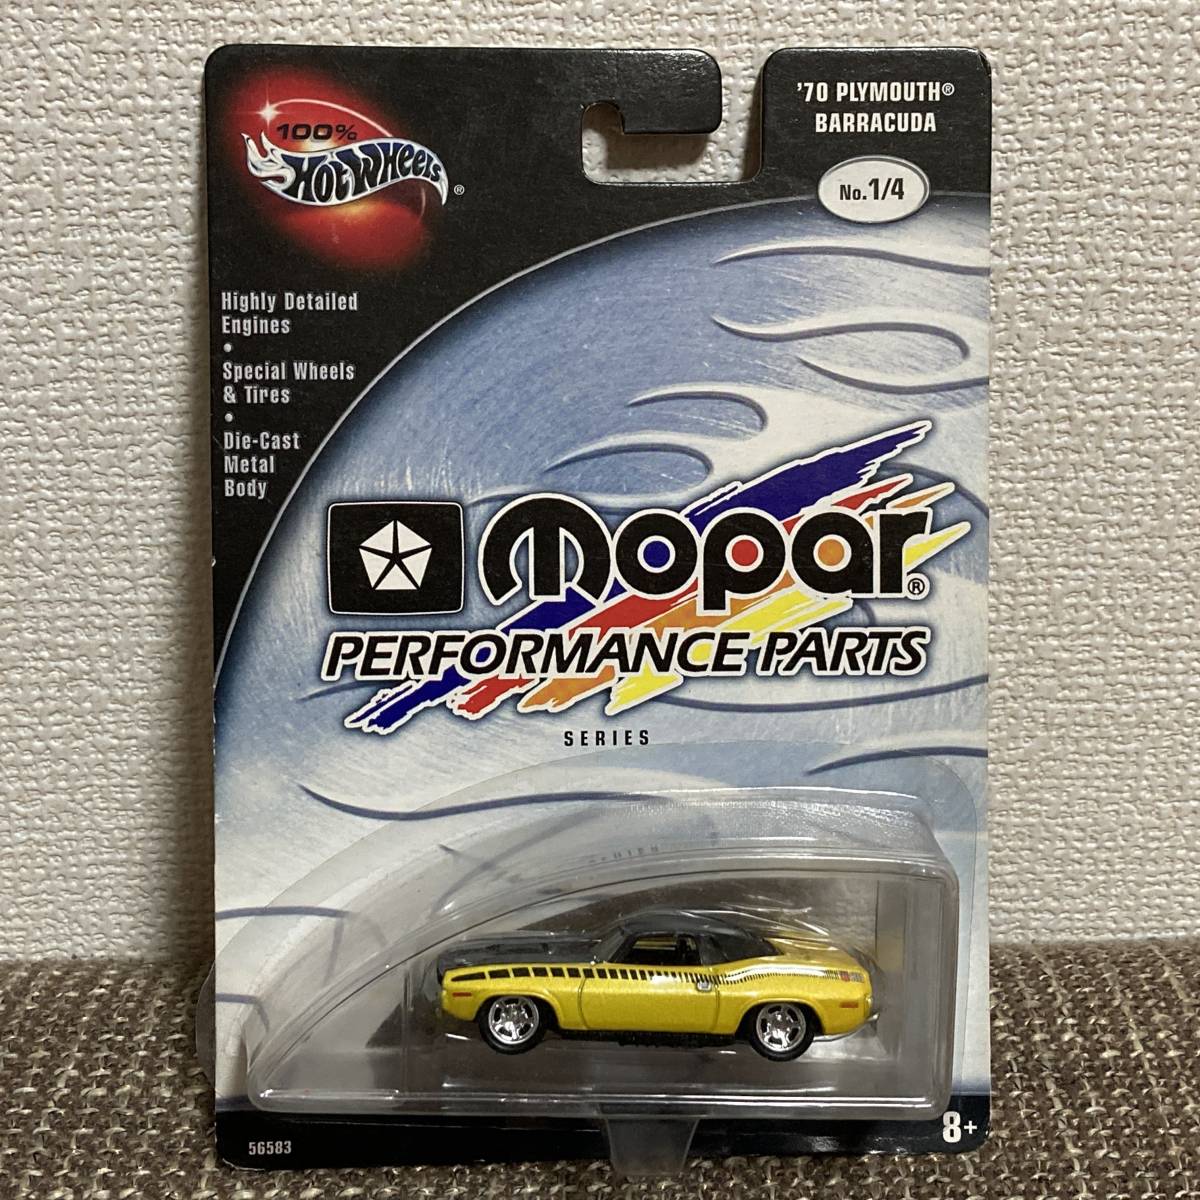 100%
Hot Wheels®
'70 PLYMOUTH®
BARRACUDA
No.1/4
Highly Detailed
Engines
•
Special Wheels
& Tires
•
Die-Cast
Metal
Body
mopar®
PERFORMANCE PARTS
SERIES
8+
56583